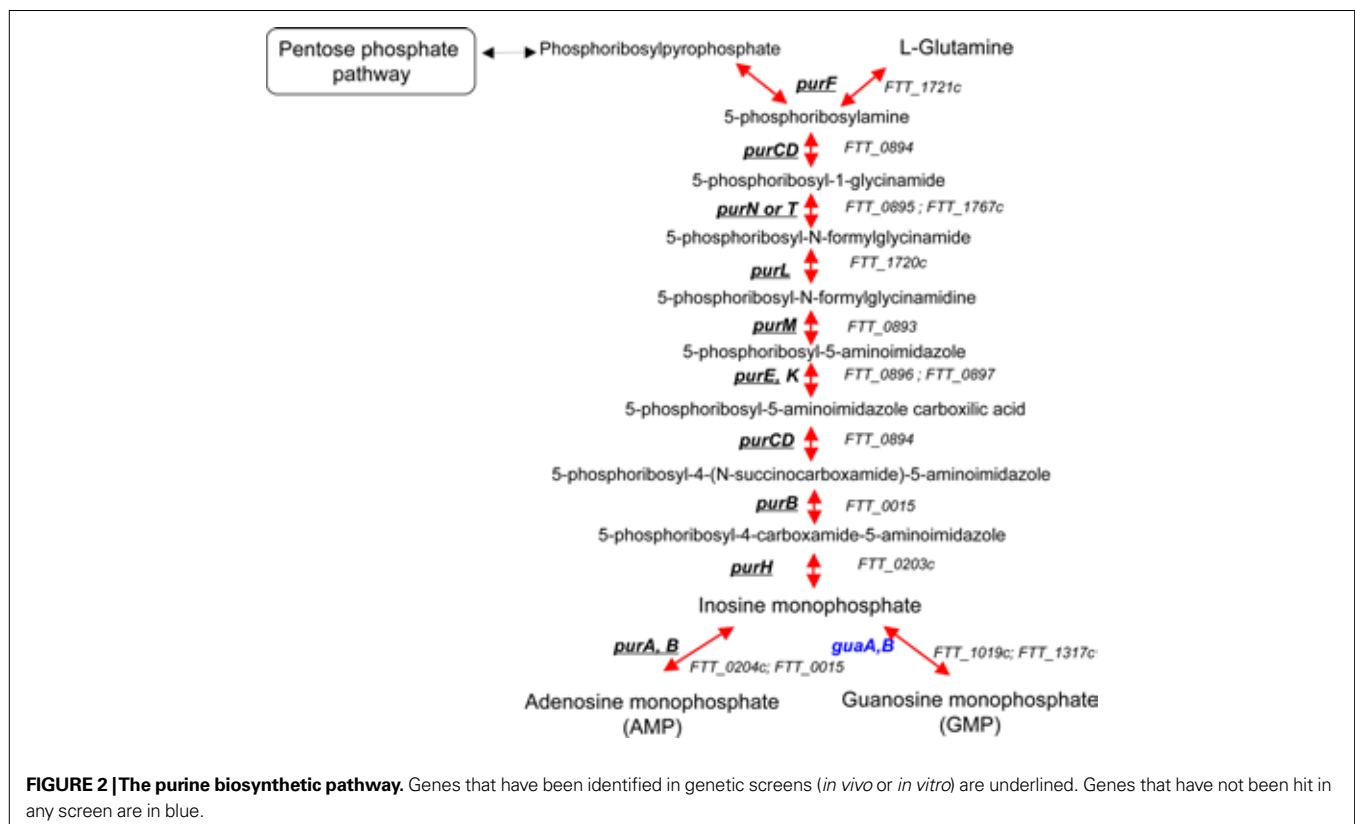 Pentose phosphate
pathway
Phosphoribosylpyrophosphate
L-Glutamine
purF
FTT_1721c
5-phosphoribosylamine
purCD
FTT_0894
5-phosphoribosyl-1-glycinamide
purN or T
FTT_0895 ; FTT_1767c
5-phosphoribosyl-N-formylglycinamide
purL
FTT_1720c
5-phosphoribosyl-N-formylglycinamidine
purM
FTT_0893
5-phosphoribosyl-5-aminoimidazole
purE, K
FTT_0896 ; FTT_0897
5-phosphoribosyl-5-aminoimidazole carboxilic acid
purCD
FTT_0894
5-phosphoribosyl-4-(N-succinocarboxamide)-5-aminoimidazole
purB
FTT_0015
5-phosphoribosyl-4-carboxamide-5-aminoimidazole
purH
FTT_0203c
Inosine monophosphate
purA, B
FTT_0204c; FTT_0015
guaA,B
FTT_1019c; FTT_1317c
Adenosine monophosphate
(AMP)
Guanosine monophosphate
(GMP)
FIGURE 2 | The purine biosynthetic pathway. Genes that have been identified in genetic screens (in vivo or in vitro) are underlined. Genes that have not been hit in
any screen are in blue.